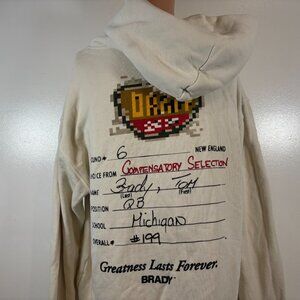 DRAFT
ROUND # 6 NEW ENGLAND
CHOICE FROM COMPENSATORY SELECTION
NAME Brady, Tom
(Last) (First)
POSITION QB
SCHOOL Michigan
OVERALL# #199
Greatness Lasts Forever.
BRADY